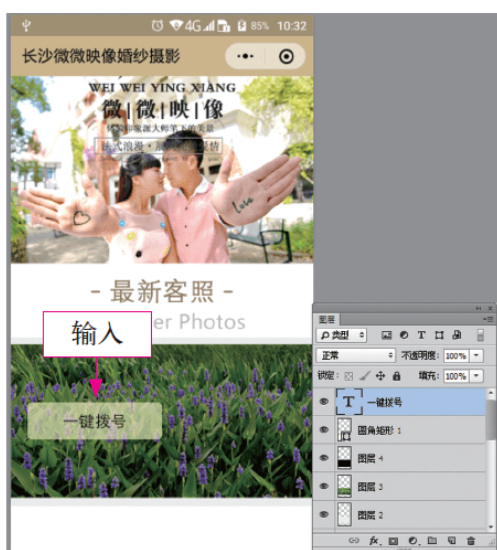 4G 85% 10:32
长沙微微映像婚纱摄影
WEI WEI YING XIANG
微|微|映|像
- 最新客照 -
er Photos
输入
一键拨号
Love
图层
类型
正常 不透明度: 100%
锁定: 填充: 100%
T 一键拨号
圆角矩形 1
图层 4
图层 3
图层 2
fx